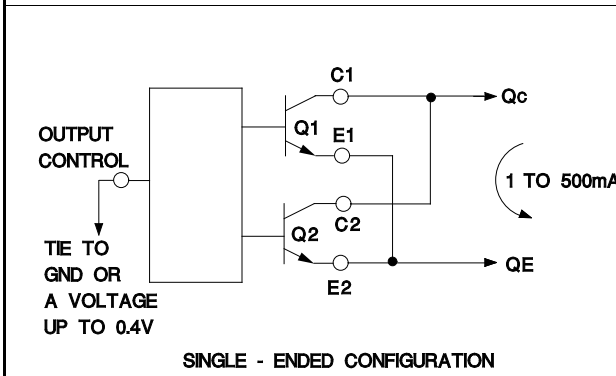 C1
Qc
Q1
E1
OUTPUT
CONTROL
1 TO 500mA
C2
Q2
TIE TO
GND OR
A VOLTAGE
UP TO 0.4V
QE
E2
SINGLE - ENDED CONFIGURATION